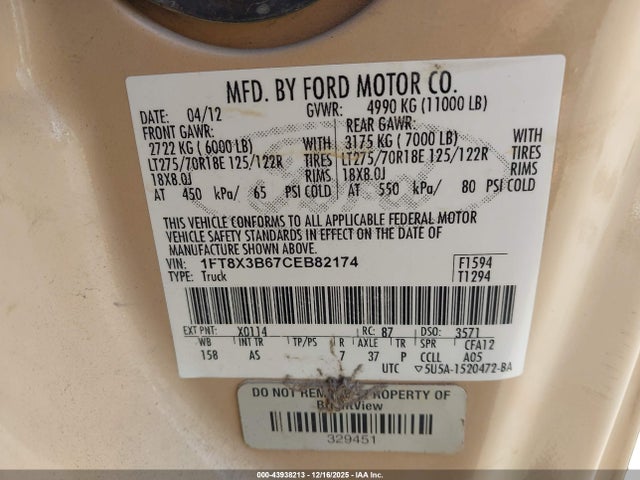 MFD. BY FORD MOTOR CO.
DATE: 04/12 GVWR: 4990 KG (11000 LB)
FRONT GAWR: REAR GAWR:
2722 KG (6000 LB) WITH 3175 KG (7000 LB) WITH
LT275/70R18E 125/122R TIRES LT275/70R18E 125/122R TIRES
18X8.0J RIMS 18X8.0J RIMS
AT 450 kPa/ 65 PSI COLD AT 550 kPa/ 80 PSI COLD
THIS VEHICLE CONFORMS TO ALL APPLICABLE FEDERAL MOTOR
VEHICLE SAFETY STANDARDS IN EFFECT ON THE DATE OF
MANUFACTURE SHOWN ABOVE.
VIN: 1FT8X3B67CEB82174 F1594
TYPE: Truck T1294
EXT PNT: X0114 RC: 87 DSO: 3571
WB INT TR TP/PS R AXLE TR SPR CFA12
158 AS 7 37 P CCLL A05
UTC ▽5U5A-1520472-BA
DO NOT REMOVE PROPERTY OF
BrightView
329451
000-43938213 - 12/16/2025 - IAA Corp.